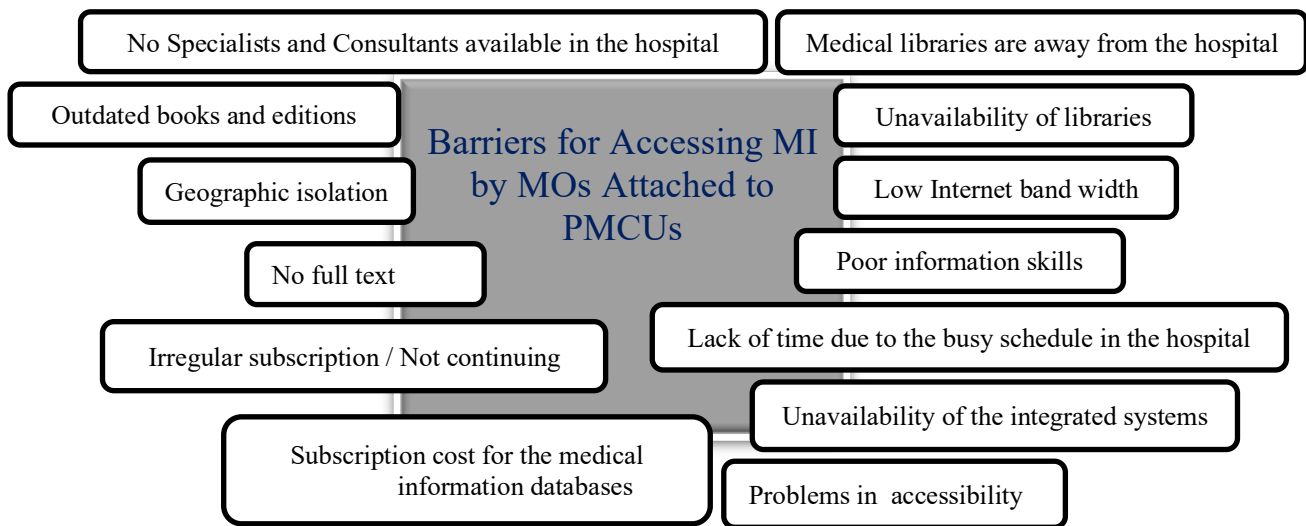 No Specialists and Consultants available in the hospital
Medical libraries are away from the hospital
Outdated books and editions
Unavailability of libraries
Barriers for Accessing MI
by MOs Attached to
PMCUs
Geographic isolation
Low Internet band width
No full text
Poor information skills
Irregular subscription / Not continuing
Lack of time due to the busy schedule in the hospital
Unavailability of the integrated systems
Subscription cost for the medical
information databases
Problems in accessibility